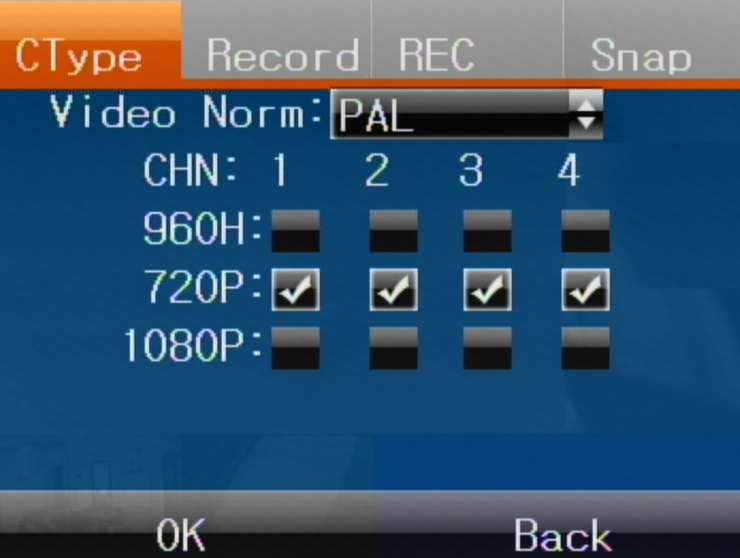 CType Record REC Snap
Video Norm: PAL
CHN: 1 2 3 4
960H:
720P:
1080P:
OK Back